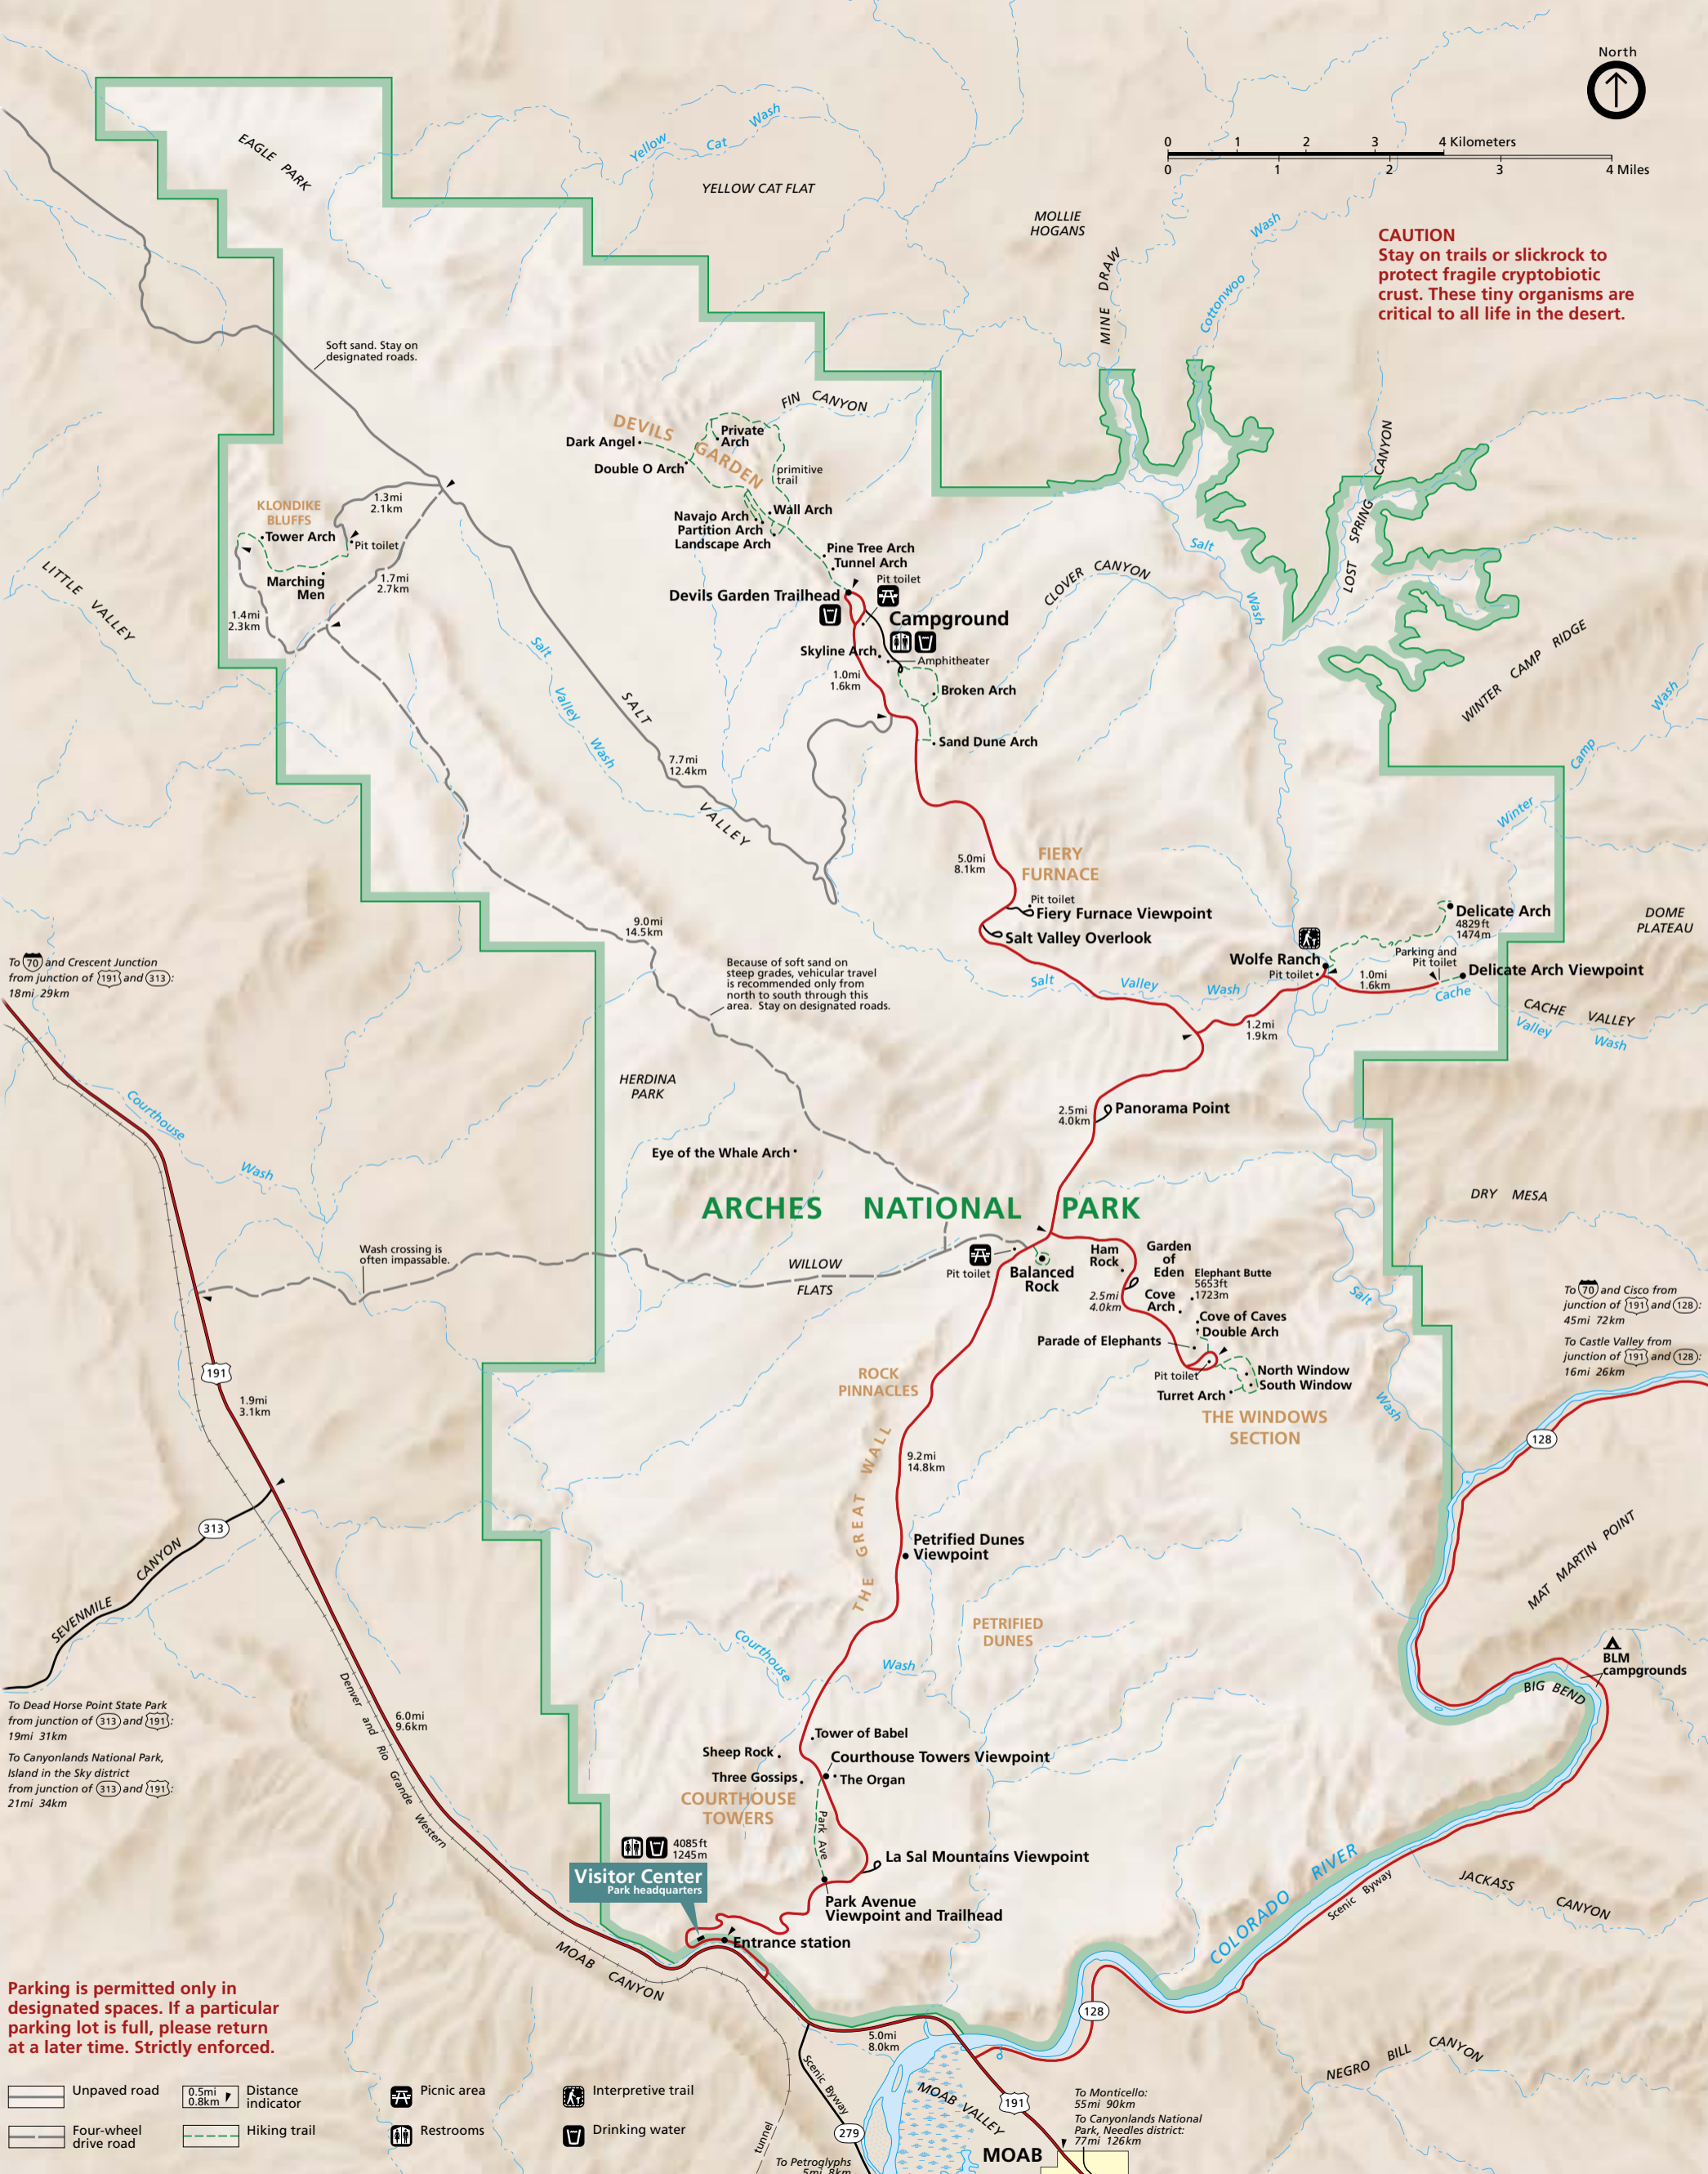 North
0 1 2 3 4 Kilometers
0 1 2 3 4 Miles
CAUTION
Stay on trails or slickrock to
protect fragile cryptobiotic
crust. These tiny organisms are
critical to all life in the desert.
EAGLE PARK
Yellow Cat Wash
YELLOW CAT FLAT
MOLLIE
HOGANS
MINE DRAW
Cottonwoo Wash
Soft sand. Stay on
designated roads.
FIN CANYON
DEVILS GARDEN
Private
Arch
Dark Angel
Double O Arch
primitive
trail
Navajo Arch
Wall Arch
Partition Arch
Landscape Arch
Pine Tree Arch
Tunnel Arch
Pit toilet
Devils Garden Trailhead
Campground
Skyline Arch
Amphitheater
1.0mi
1.6km
Broken Arch
Sand Dune Arch
KLONDIKE
BLUFFS
1.3mi
2.1km
Tower Arch
Pit toilet
Marching
Men
1.7mi
2.7km
1.4mi
2.3km
LITTLE VALLEY
Salt Valley Wash
SALT VALLEY
7.7mi
12.4km
CLOVER CANYON
Salt Wash
LOST SPRING CANYON
WINTER CAMP RIDGE
Winter Camp Wash
5.0mi
8.1km
FIERY
FURNACE
Pit toilet
Fiery Furnace Viewpoint
Salt Valley Overlook
9.0mi
14.5km
Because of soft sand on
steep grades, vehicular travel
is recommended only from
north to south through this
area. Stay on designated roads.
Salt Valley Wash
Wolfe Ranch
Pit toilet
Delicate Arch
4829ft
1474m
Parking and
Pit toilet
Delicate Arch Viewpoint
1.0mi
1.6km
1.2mi
1.9km
Cache Valley Wash
CACHE VALLEY
DOME
PLATEAU
To 70 and Crescent Junction
from junction of 191 and 313:
18mi 29km
Courthouse Wash
HERDINA
PARK
2.5mi
4.0km
Panorama Point
Eye of the Whale Arch
ARCHES NATIONAL PARK
DRY MESA
Wash crossing is
often impassable.
WILLOW
FLATS
Pit toilet
Balanced
Rock
Ham
Rock
Garden
of
Eden
Elephant Butte
5653ft
1723m
2.5mi
4.0km
Cove
Arch
Cove of Caves
Double Arch
Parade of Elephants
Pit toilet
North Window
South Window
Turret Arch
THE WINDOWS
SECTION
Salt Wash
To 70 and Cisco from
junction of 191 and 128:
45mi 72km
To Castle Valley from
junction of 191 and 128:
16mi 26km
128
191
1.9mi
3.1km
ROCK
PINNACLES
THE GREAT WALL
9.2mi
14.8km
313
SEVENMILE CANYON
Petrified Dunes
Viewpoint
PETRIFIED
DUNES
MAT MARTIN POINT
BLM
campgrounds
BIG BEND
Courthouse Wash
To Dead Horse Point State Park
from junction of 313 and 191:
19mi 31km
To Canyonlands National Park,
Island in the Sky district
from junction of 313 and 191:
21mi 34km
6.0mi
9.6km
Denver and Rio Grande Western
Tower of Babel
Sheep Rock
Courthouse Towers Viewpoint
Three Gossips
The Organ
COURTHOUSE
TOWERS
Park Ave
4085ft
1245m
Visitor Center
Park headquarters
La Sal Mountains Viewpoint
Park Avenue
Viewpoint and Trailhead
Entrance station
MOAB CANYON
COLORADO RIVER
Scenic Byway
JACKASS CANYON
128
NEGRO BILL CANYON
5.0mi
8.0km
Scenic Byway
279
tunnel
MOAB VALLEY
191
MOAB
To Monticello:
55mi 90km
To Canyonlands National
Park, Needles district:
77mi 126km
To Petroglyphs
5mi 8km
Parking is permitted only in
designated spaces. If a particular
parking lot is full, please return
at a later time. Strictly enforced.
Unpaved road
Four-wheel
drive road
0.5mi
0.8km
Distance
indicator
Hiking trail
Picnic area
Restrooms
Interpretive trail
Drinking water